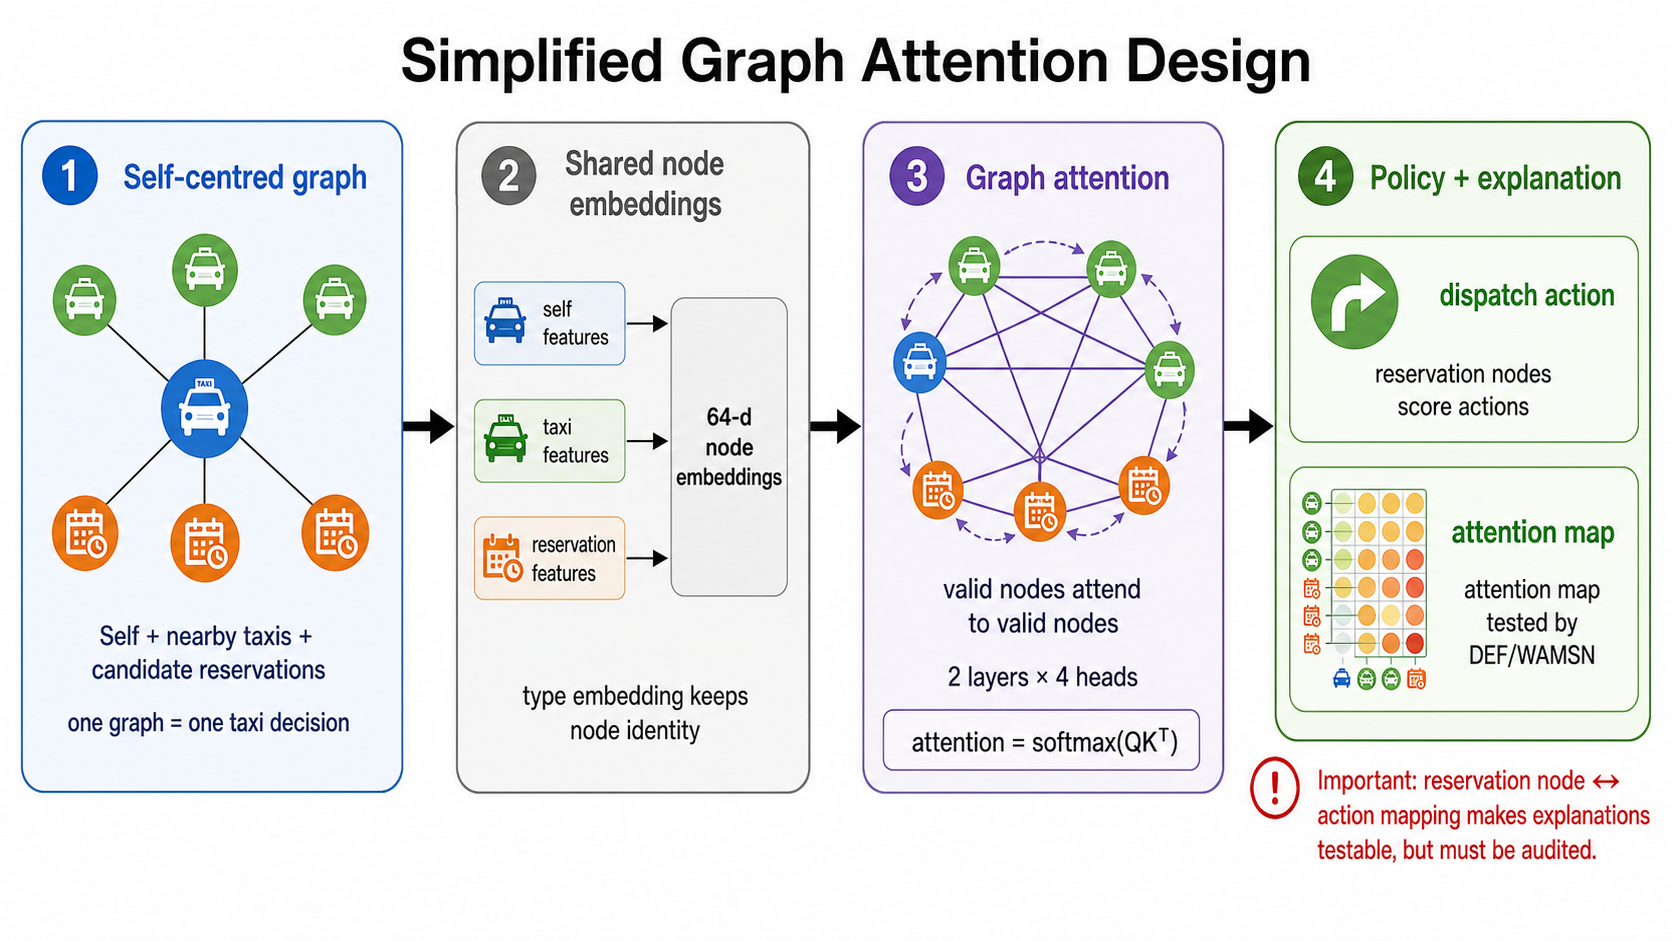 Simplified Graph Attention Design
1 Self-centred graph
TAXI
Self + nearby taxis +
candidate reservations
one graph = one taxi decision
2 Shared node
embeddings
self
features
taxi
features
reservation
features
64-d
node
embeddings
type embedding keeps
node identity
3 Graph attention
valid nodes attend
to valid nodes
2 layers × 4 heads
attention = softmax(QKᵀ)
4 Policy + explanation
dispatch action
reservation nodes
score actions
attention map
attention map
tested by
DEF/WAMSN
! Important: reservation node ↔
action mapping makes explanations
testable, but must be audited.